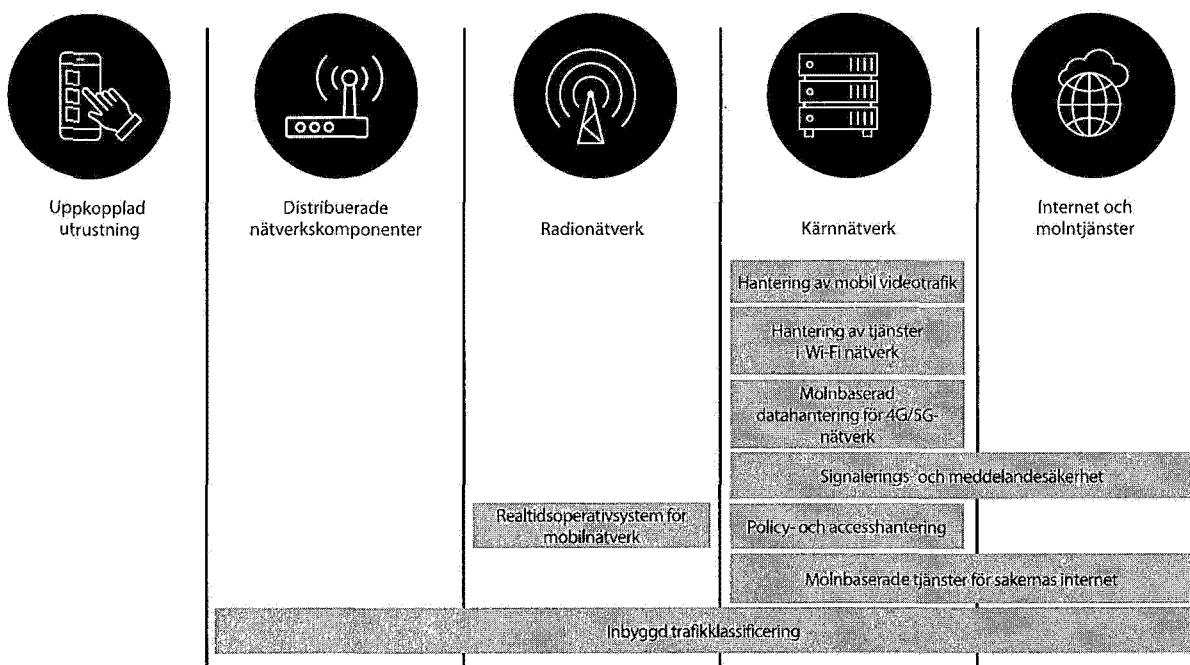 Uppkopplad
utrustning
Distribuerade
nätverkskomponenter
Radionätverk
Kärnnätverk
Internet och
molntjänster
Hantering av mobil videotrafik
Hantering av tjänster
i Wi-Fi nätverk
Molnbaserad
datahantering för 4G/5G-
nätverk
Signalerings- och meddelandesäkerhet
Realtidsoperativsystem för
mobilnätverk
Policy- och accesshantering
Molnbaserade tjänster för sakernas internet
Inbyggd trafikklassificering